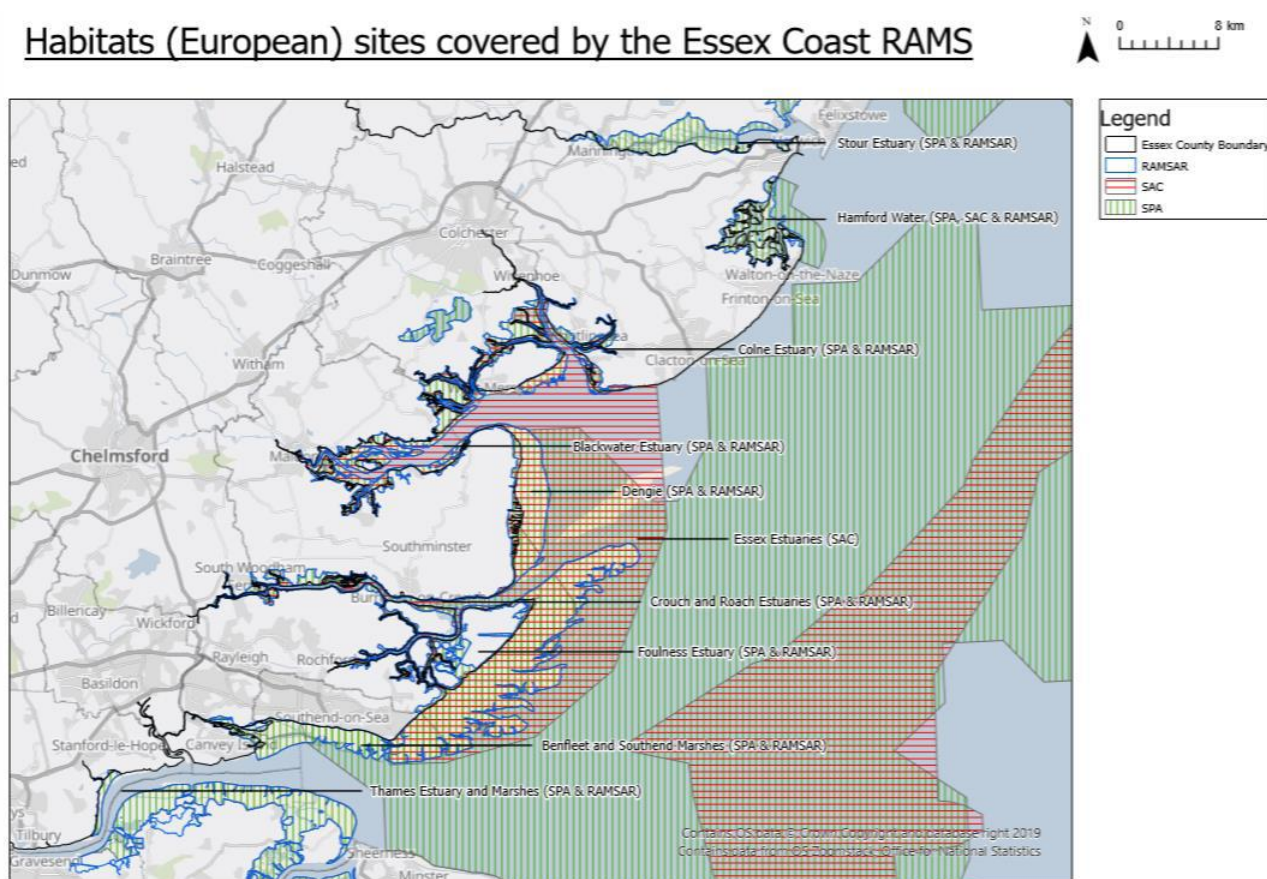 Habitats (European) sites covered by the Essex Coast RAMS
N
0 8 km
Legend
Essex County Boundary
RAMSAR
SAC
SPA
Felixstowe
Stour Estuary (SPA & RAMSAR)
Halstead
Hamford Water (SPA, SAC & RAMSAR)
Colchester
Braintree
Coggeshall
Dunmow
Walton-on-the-Naze
Frinton-on-Sea
Colne Estuary (SPA & RAMSAR)
Clacton-on-Sea
Witham
Blackwater Estuary (SPA & RAMSAR)
Chelmsford
Dengie (SPA & RAMSAR)
Essex Estuaries (SAC)
Southminster
South Woodham
Crouch and Roach Estuaries (SPA & RAMSAR)
Billericay
Wickford
Foulness Estuary (SPA & RAMSAR)
Rayleigh
Basildon
Southend-on-Sea
Stanford-le-Hope
Benfleet and Southend Marshes (SPA & RAMSAR)
Thames Estuary and Marshes (SPA & RAMSAR)
Tilbury
Contains OS data © Crown Copyright and database right 2019
Contains data from OS Zoomstack, Office for National Statistics
Sheerness
Minster